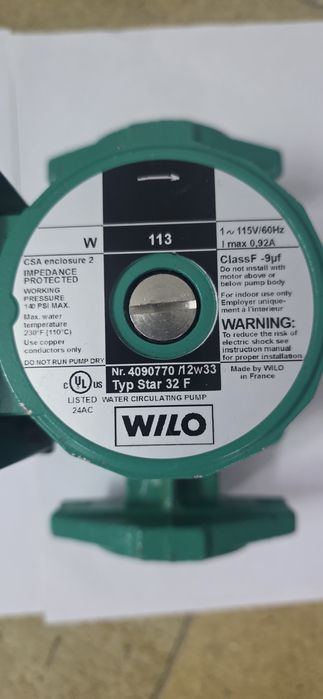 W 113 1 ~ 115V/60Hz
I max 0,92A
CSA enclosure 2
IMPEDANCE
PROTECTED
WORKING
PRESSURE:
140 PSI MAX.
Max. water
temperature
230°F (110°C)
Use copper
conductors only
DO NOT RUN PUMP DRY
ClassF -9µf
Do not install with
motor above or
below pump body
For indoor use only
Employer unique-
ment à l'interieur
WARNING:
To reduce the risk of
electric shock see
instruction manual
for proper installation
Made by WILO
in France
Nr. 4090770 /12w33
Typ Star 32 F
c UL US
LISTED WATER CIRCULATING PUMP
24AC
WILO